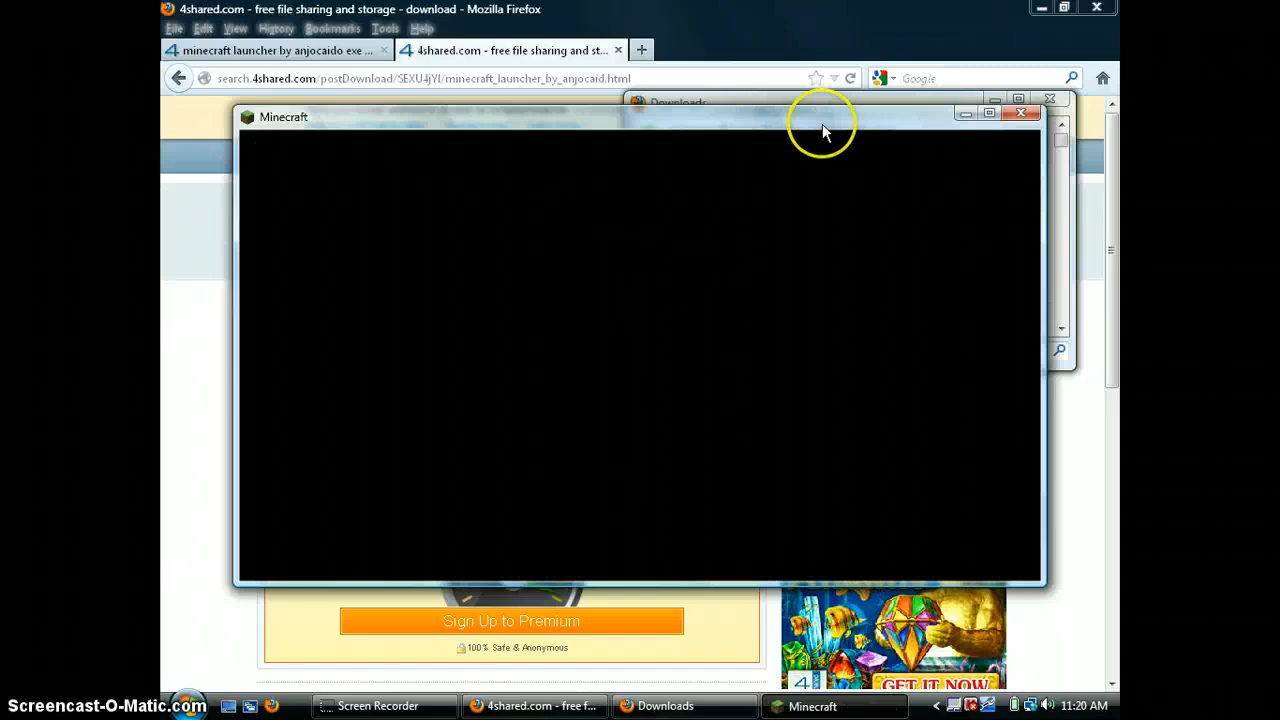 4shared.com - free file sharing and storage - download - Mozilla Firefox
File Edit View History Bookmarks Tools Help
minecraft launcher by anjocaido exe ...
4shared.com - free file sharing and st...
search.4shared.com/postDownload/SEXU4jYl/minecraft_launcher_by_anjocaid.html
Google
Downloads
Minecraft
Sign Up to Premium
100% Safe & Anonymous
4
GET IT NOW
Screencast-O-Matic.com
Screen Recorder
4shared.com - free f...
Downloads
Minecraft
11:20 AM